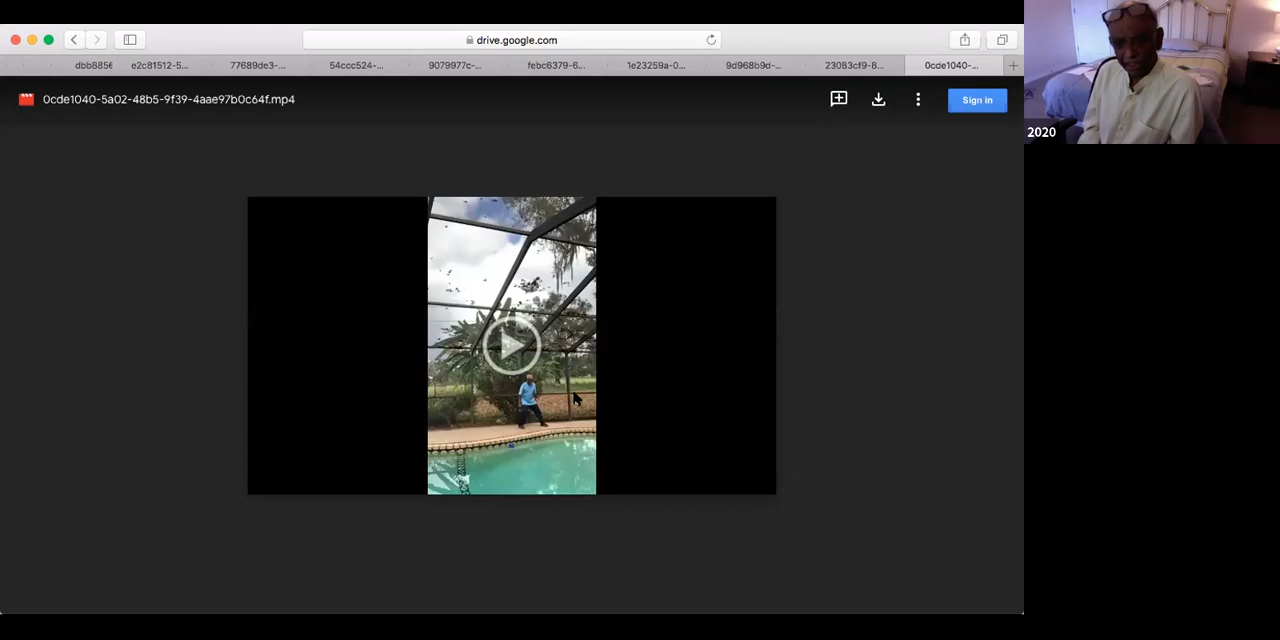 drive.google.com
dbb885€ e2c81512-5... 77689de3-... 54ccc524-... 9079977c-... febc6379-6... 1e23259a-0... 9d968b9d-... 23083cf9-8... 0cde1040-...
0cde1040-5a02-48b5-9f39-4aae97b0c64f.mp4
Sign in
2020